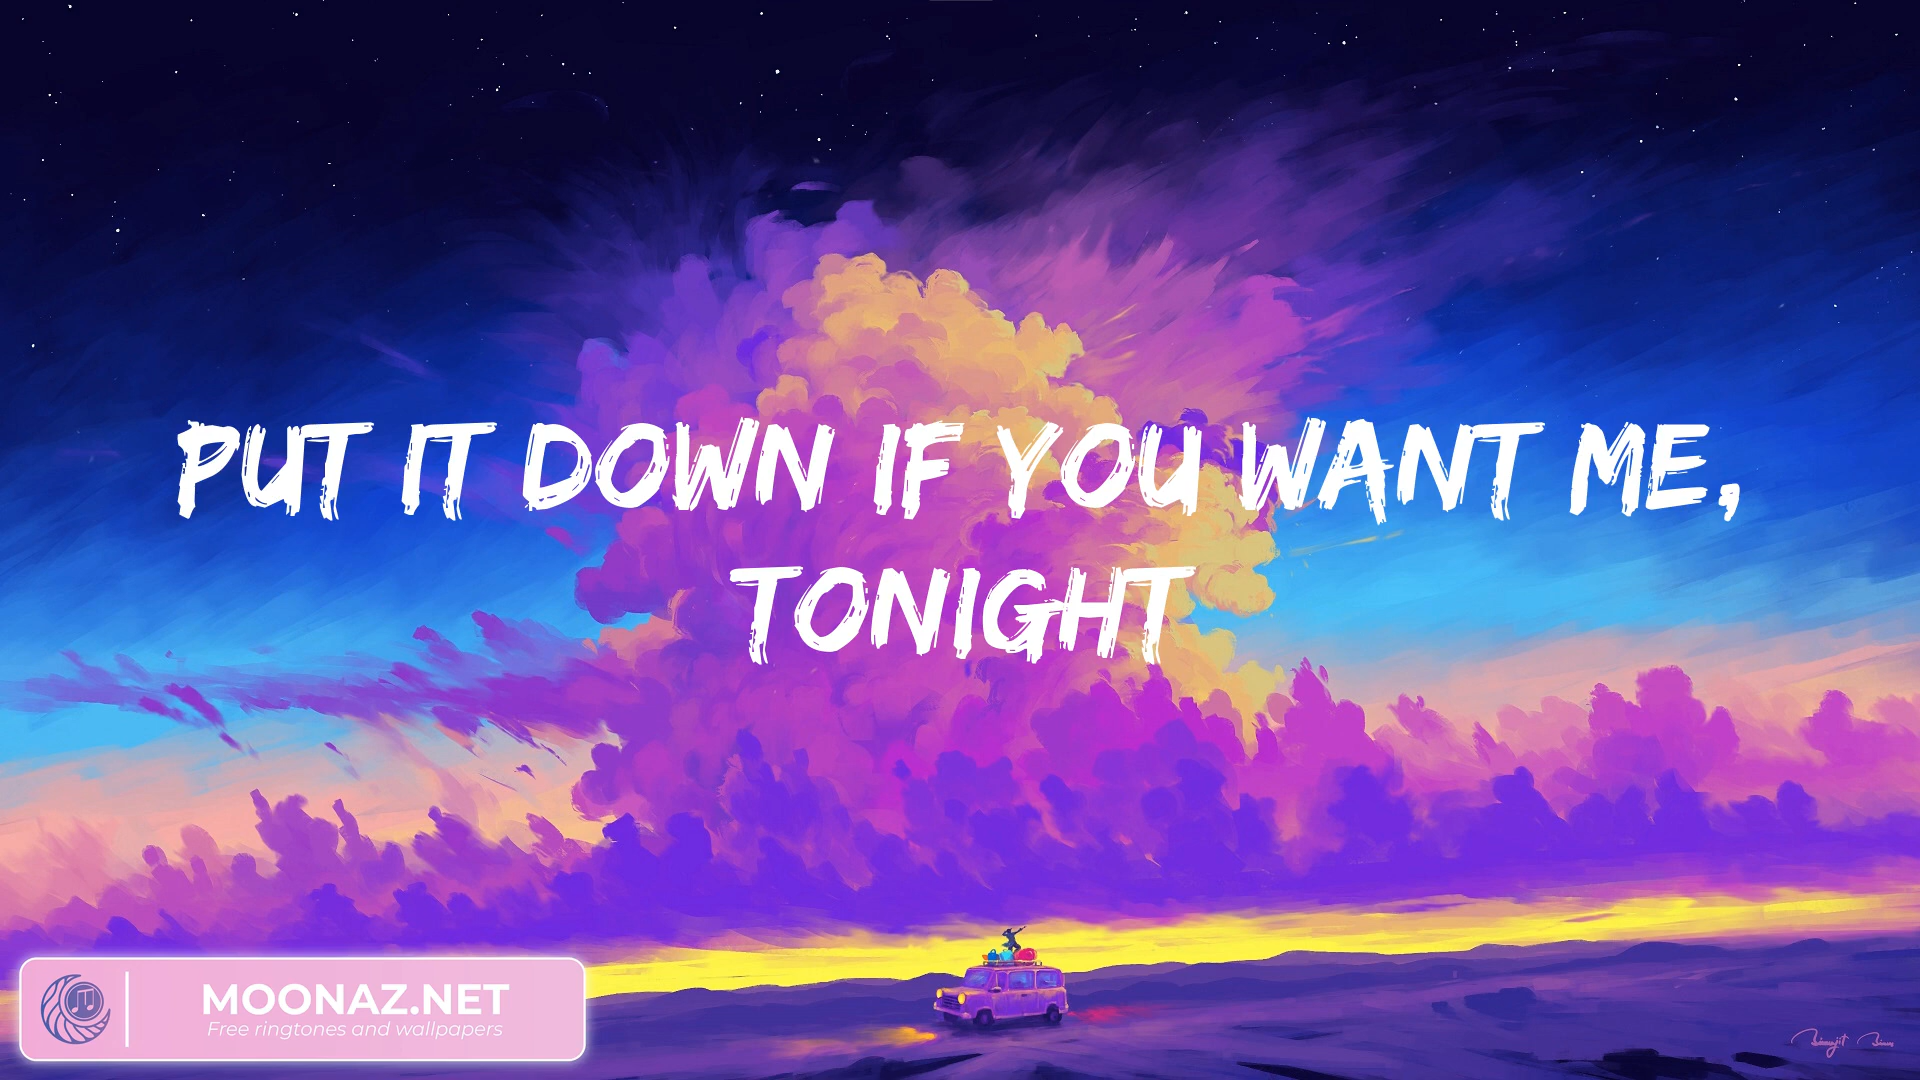 PUT IT DOWN IF YOU WANT ME,
TONIGHT
MOONAZ.NET
Free ringtones and wallpapers